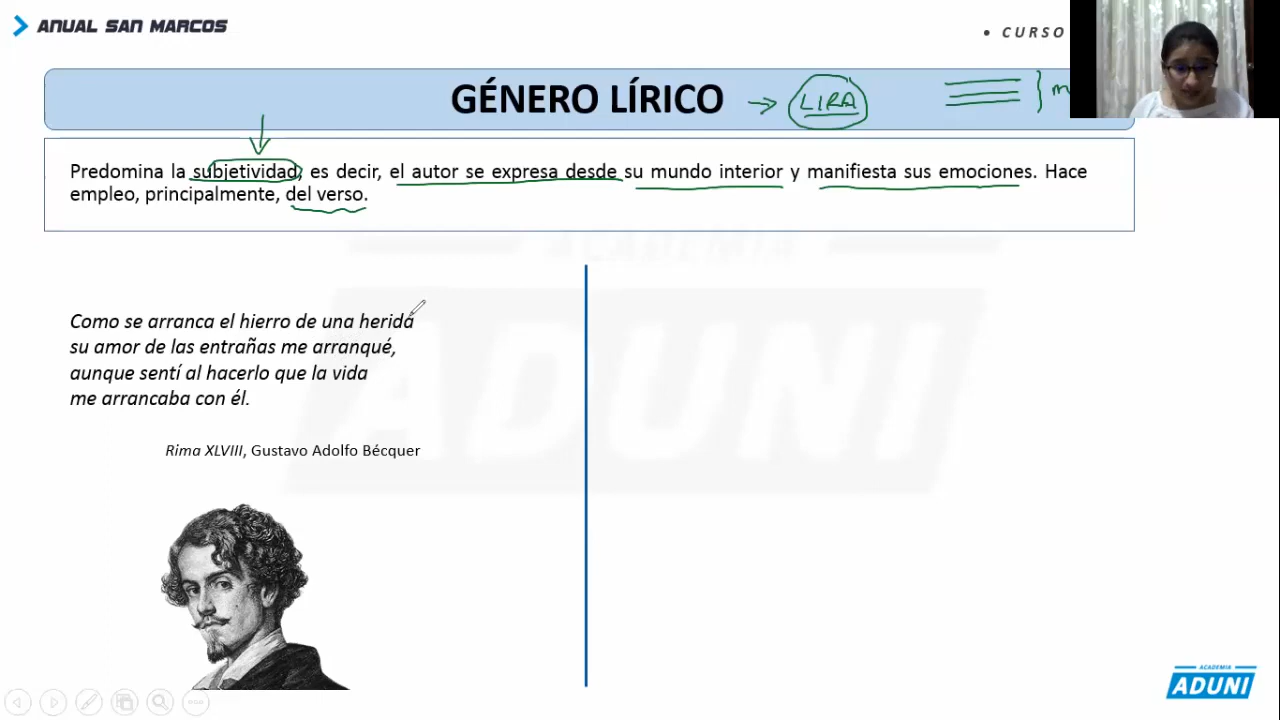 ANUAL SAN MARCOS
• CURSO
GÉNERO LÍRICO → LIRA
Predomina la subjetividad, es decir, el autor se expresa desde su mundo interior y manifiesta sus emociones. Hace
empleo, principalmente, del verso.
Como se arranca el hierro de una herida
su amor de las entrañas me arranqué,
aunque sentí al hacerlo que la vida
me arrancaba con él.
Rima XLVIII, Gustavo Adolfo Bécquer
ACADEMIA
ADUNI
ACADEMIA
ADUNI